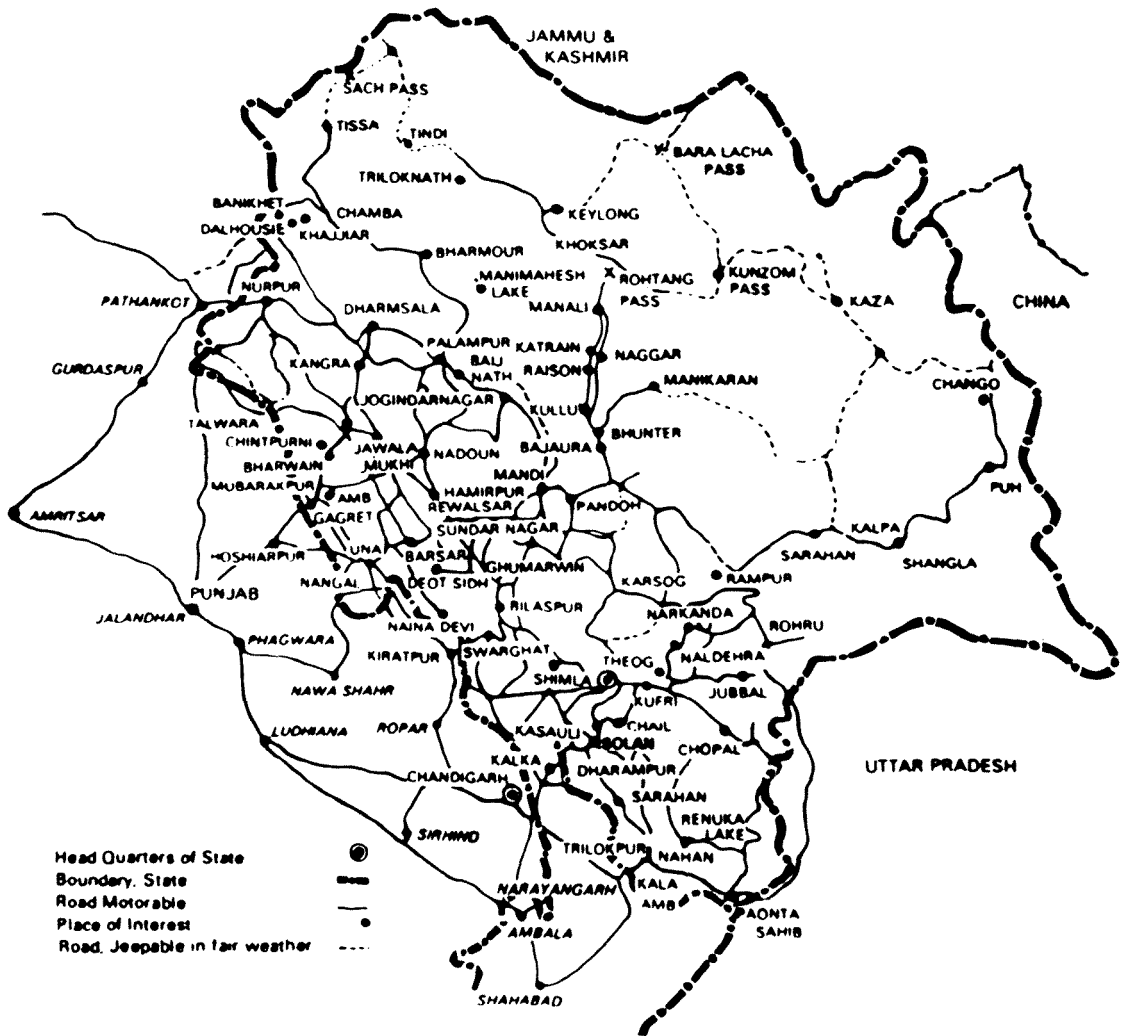 JAMMU &
KASHMIR
SACH PASS
TISSA
TINDI
BARA LACHA
PASS
TRILOKNATH
BANIKHET
CHAMBA
KEYLONG
DALHOUSIE
KHAJJIAR
KHOKSAR
BHARMOUR
MANIMAHESH
LAKE
ROHTANG
PASS
KUNZOM
PASS
NURPUR
PATHANKOT
DHARMSALA
MANALI
KAZA
CHINA
PALAMPUR
KATRAIN
NAGGAR
GURDASPUR
KANGRA
BAIJ
NATH
RAISON
MANIKARAN
CHANGO
JOGINDARNAGAR
KULLU
TALWARA
CHINTPURNI
JAWALA
MUKHI
NADOUN
BAJAURA
BHUNTER
BHARWAIN
MUBARAKPUR
MANDI
PUH
AMB
HAMIRPUR
REWALSAR
PANDOH
AMRITSAR
GAGRET
SUNDAR NAGAR
KALPA
HOSHIARPUR
UNA
BARSAR
SARAHAN
SHANGLA
GHUMARWIN
NANGAL
DEOT SIDH
KARSOG
RAMPUR
PUNJAB
BILASPUR
NARKANDA
JALANDHAR
NAINA DEVI
ROHRU
PHAGWARA
KIRATPUR
SWARGHAT
THEOG
NALDEHRA
SHIMLA
NAWA SHAHR
KUFRI
JUBBAL
LUDHIANA
ROPAR
KASAULI
CHAIL
SOLAN
CHOPAL
KALKA
CHANDIGARH
DHARAMPUR
UTTAR PRADESH
SARAHAN
RENUKA
LAKE
SIRHIND
TRILOKPUR
NAHAN
KALA
AMB
NARAYANGARH
PAONTA
SAHIB
AMBALA
SHAHABAD
Head Quarters of State
Boundary, State
Road Motorable
Place of Interest
Road, Jeepable in fair weather